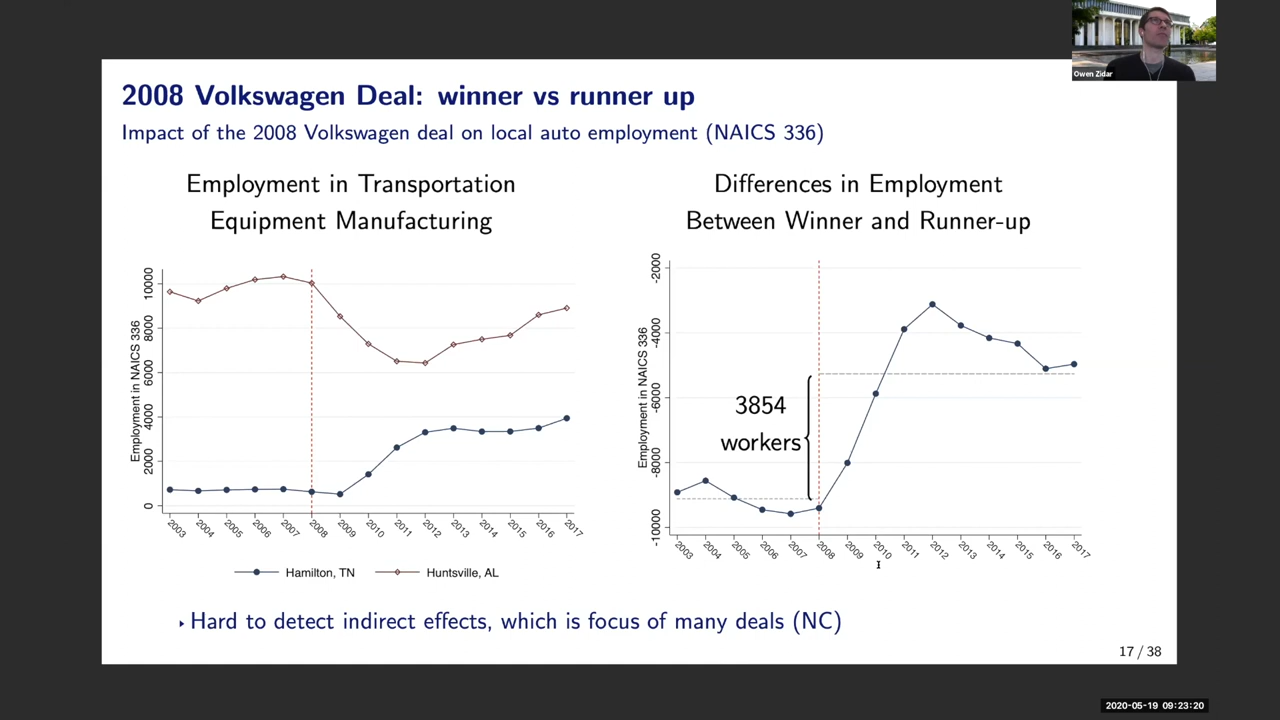 Owen Zidar
2008 Volkswagen Deal: winner vs runner up
Impact of the 2008 Volkswagen deal on local auto employment (NAICS 336)
Employment in Transportation
Equipment Manufacturing
Employment in NAICS 336
10000
8000
6000
4000
2000
0
2003 2004 2005 2006 2007 2008 2009 2010 2011 2012 2013 2014 2015 2016 2017
Hamilton, TN Huntsville, AL
Differences in Employment
Between Winner and Runner-up
Employment in NAICS 336
-2000
-4000
-6000
-8000
-10000
3854
workers
2003 2004 2005 2006 2007 2008 2009 2010 2011 2012 2013 2014 2015 2016 2017
Hard to detect indirect effects, which is focus of many deals (NC)
17 / 38
2020-05-19 09:23:20